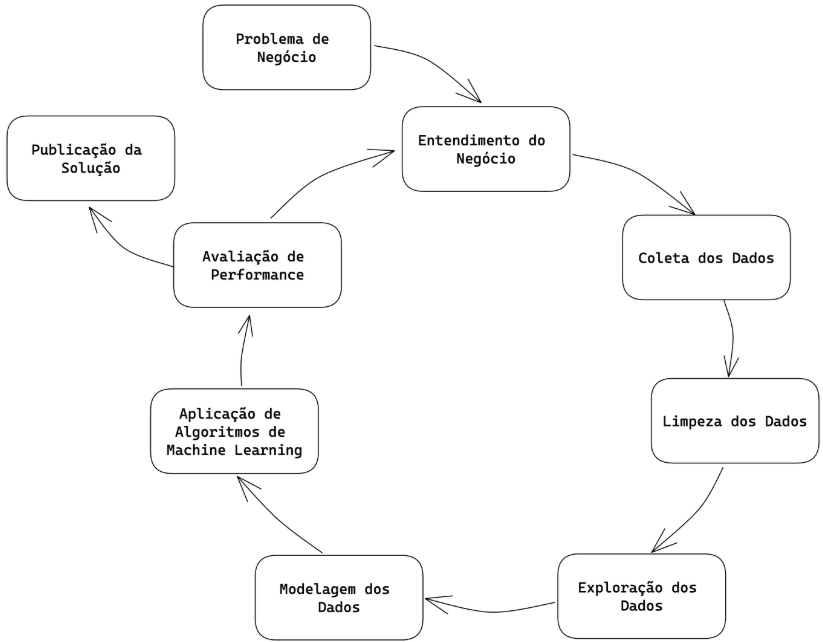 Problema de
Negócio
Entendimento do
Negócio
Coleta dos Dados
Limpeza dos Dados
Exploração dos
Dados
Modelagem dos
Dados
Aplicação de
Algoritmos de
Machine Learning
Avaliação de
Performance
Publicação da
Solução